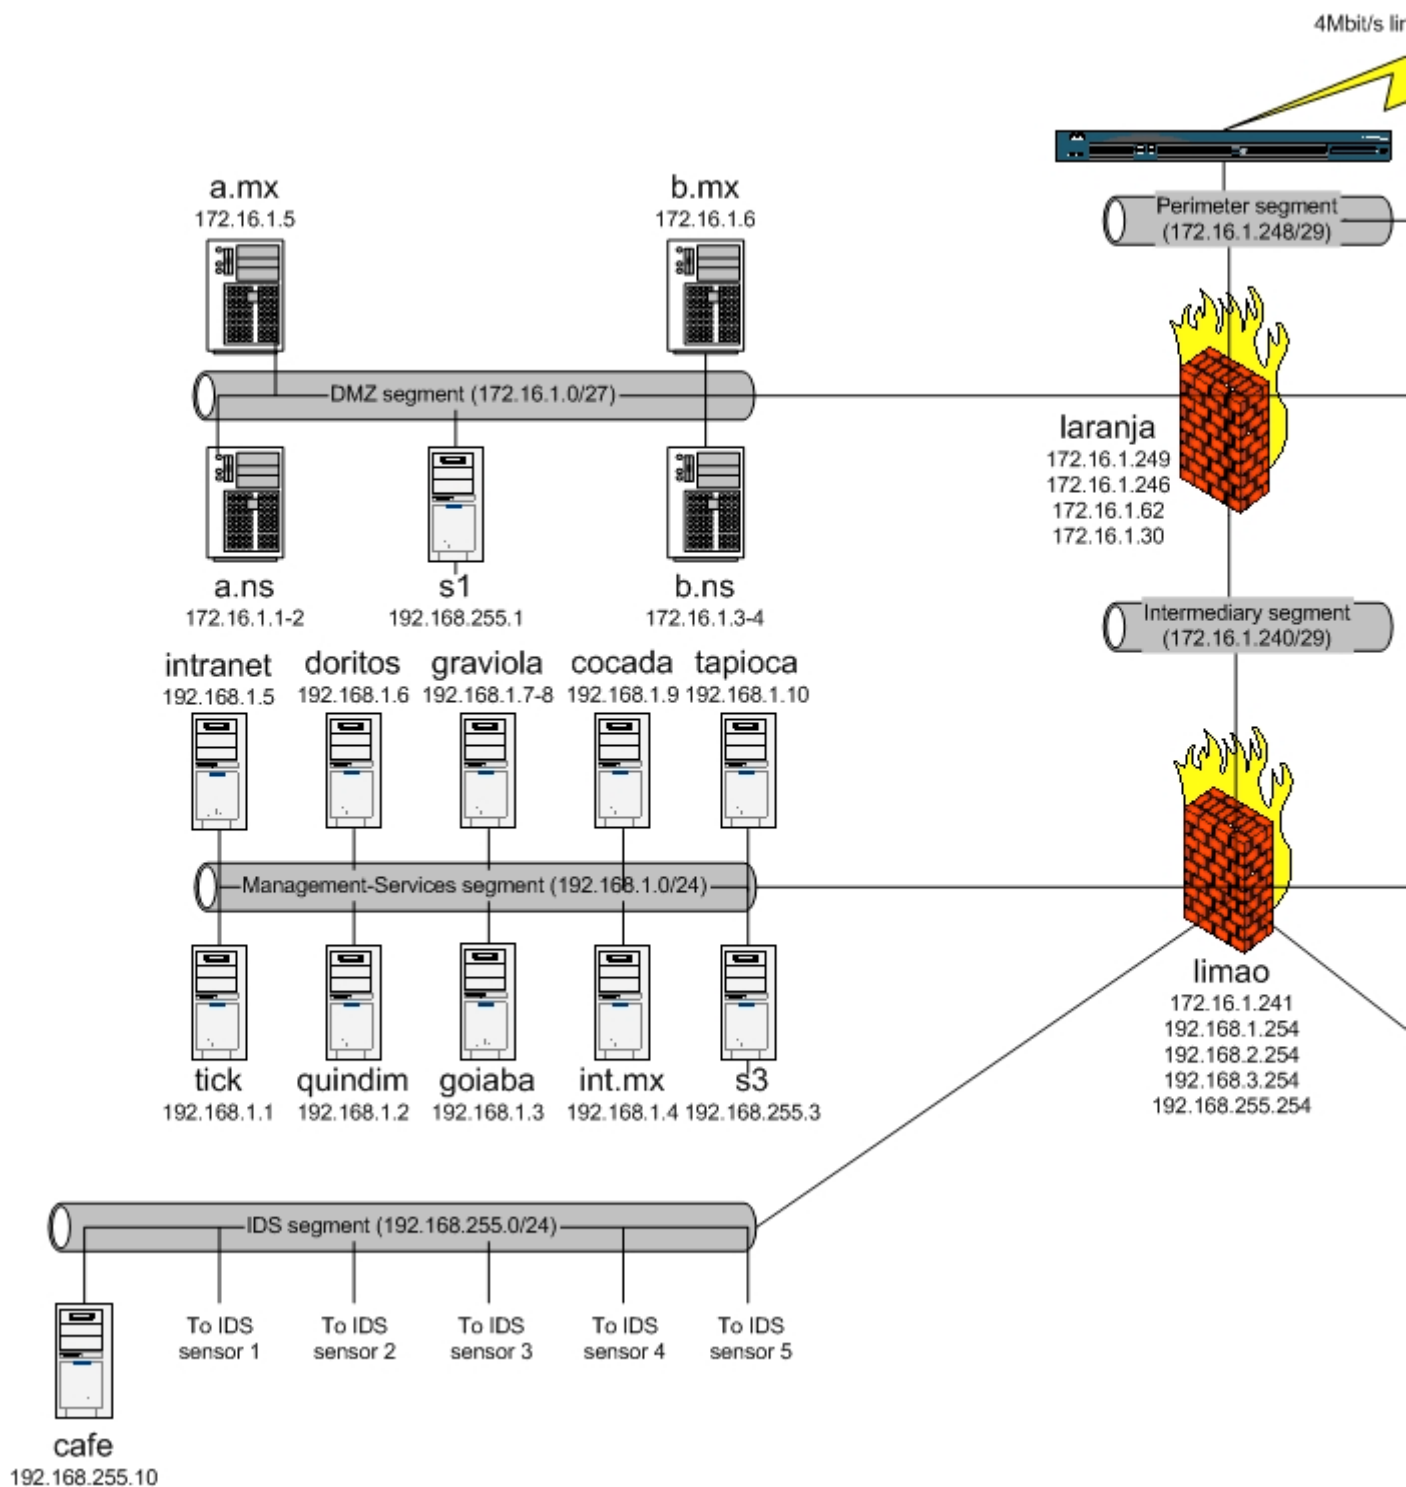 4Mbit/s
Perimeter segment
(172.16.1.248/29)
a.mx
172.16.1.5
b.mx
172.16.1.6
DMZ segment (172.16.1.0/27)
laranja
172.16.1.249
172.16.1.246
172.16.1.62
172.16.1.30
a.ns
172.16.1.1-2
s1
192.168.255.1
b.ns
172.16.1.3-4
Intermediary segment
(172.16.1.240/29)
intranet
192.168.1.5
doritos
192.168.1.6
graviola
192.168.1.7-8
cocada
192.168.1.9
tapioca
192.168.1.10
Management-Services segment (192.168.1.0/24)
limao
172.16.1.241
192.168.1.254
192.168.2.254
192.168.3.254
192.168.255.254
tick
192.168.1.1
quindim
192.168.1.2
goiaba
192.168.1.3
int.mx
192.168.1.4
s3
192.168.255.3
IDS segment (192.168.255.0/24)
To IDS
sensor 1
To IDS
sensor 2
To IDS
sensor 3
To IDS
sensor 4
To IDS
sensor 5
cafe
192.168.255.10